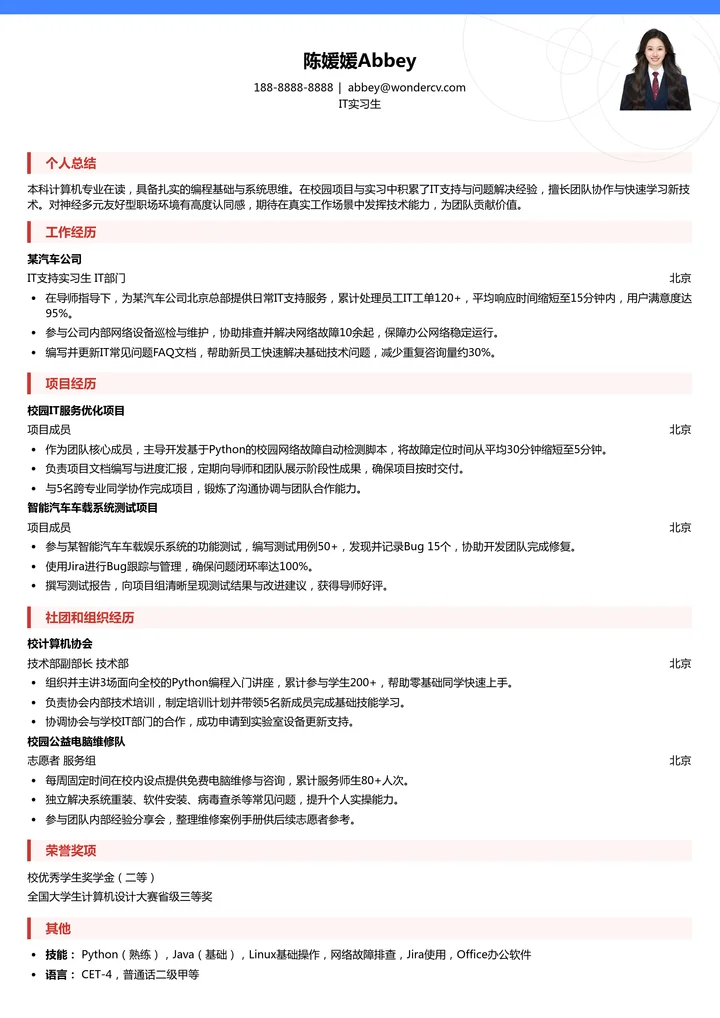 陈媛媛Abbey
188-8888-8888 | abbey@wondercv.com
IT实习生
个人总结
本科计算机专业在读，具备扎实的编程基础与系统思维。在校园项目与实习中积累了IT支持与问题解决经验，擅长团队协作与快速学习新技
术。对神经多元友好型职场环境有高度认同感，期待在真实工作场景中发挥技术能力，为团队贡献价值。
工作经历
某汽车公司
IT支持实习生 IT部门 北京
• 在导师指导下，为某汽车公司北京总部提供日常IT支持服务，累计处理员工IT工单120+，平均响应时间缩短至15分钟内，用户满意度达
95%。
• 参与公司内部网络设备巡检与维护，协助排查并解决网络故障10余起，保障办公网络稳定运行。
• 编写并更新IT常见问题FAQ文档，帮助新员工快速解决基础技术问题，减少重复咨询量约30%。
项目经历
校园IT服务优化项目
项目成员 北京
• 作为团队核心成员，主导开发基于Python的校园网络故障自动检测脚本，将故障定位时间从平均30分钟缩短至5分钟。
• 负责项目文档编写与进度汇报，定期向导师和团队展示阶段性成果，确保项目按时交付。
• 与5名跨专业同学协作完成项目，锻炼了沟通协调与团队合作能力。
智能汽车车载系统测试项目
项目成员 北京
• 参与某智能汽车车载娱乐系统的功能测试，编写测试用例50+，发现并记录Bug 15个，协助开发团队完成修复。
• 使用Jira进行Bug跟踪与管理，确保问题闭环率达100%。
• 撰写测试报告，向项目组清晰呈现测试结果与改进建议，获得导师好评。
社团和组织经历
校计算机协会
技术部副部长 技术部 北京
• 组织并主讲3场面向全校的Python编程入门讲座，累计参与学生200+，帮助零基础同学快速上手。
• 负责协会内部技术培训，制定培训计划并带领5名新成员完成基础技能学习。
• 协调协会与学校IT部门的合作，成功申请到实验室设备更新支持。
校园公益电脑维修队
志愿者 服务组 北京
• 每周固定时间在校内设点提供免费电脑维修与咨询，累计服务师生80+人次。
• 独立解决系统重装、软件安装、病毒查杀等常见问题，提升个人实操能力。
• 参与团队内部经验分享会，整理维修案例手册供后续志愿者参考。
荣誉奖项
校优秀学生奖学金（二等）
全国大学生计算机设计大赛省级三等奖
其他
• 技能： Python（熟练），Java（基础），Linux基础操作，网络故障排查，Jira使用，Office办公软件
• 语言： CET-4，普通话二级甲等